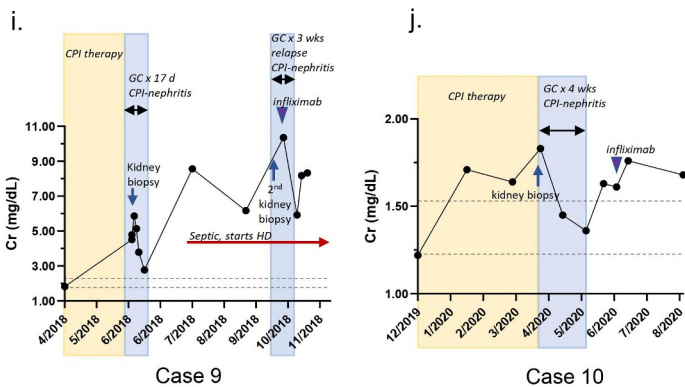 i.
CPI therapy
GC x 17 d
CPI-nephritis
GC x 3 wks
relapse
CPI-nephritis
infliximab
Kidney
biopsy
2nd
kidney
biopsy
Septic, starts HD
Cr (mg/dL)
11.00
9.00
7.00
5.00
3.00
1.00
4/2018
5/2018
6/2018
6/2018
7/2018
8/2018
9/2018
10/2018
11/2018
Case 9
j.
CPI therapy
GC x 4 wks
CPI-nephritis
infliximab
kidney biopsy
Cr (mg/dL)
2.00
1.50
1.00
12/2019
1/2020
2/2020
3/2020
4/2020
5/2020
6/2020
7/2020
8/2020
Case 10